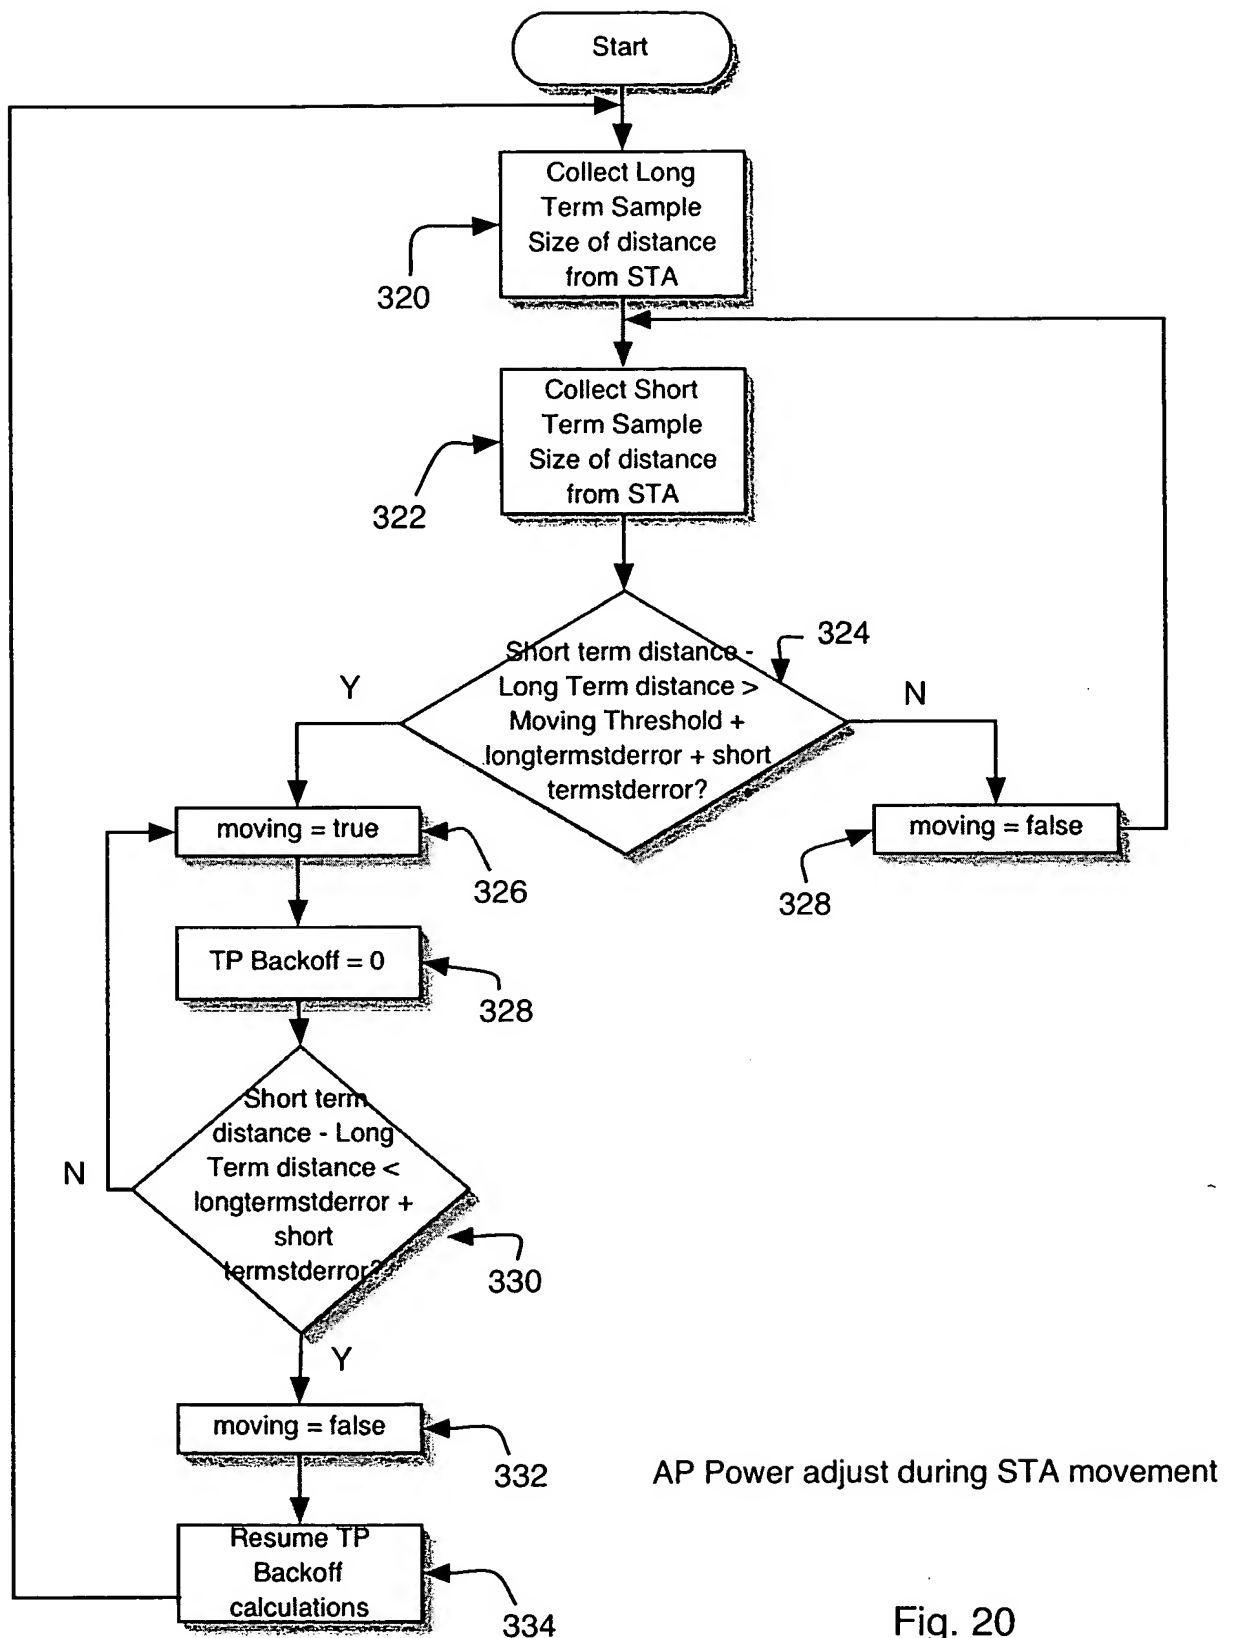 Start
Collect Long
Term Sample
Size of distance
from STA
320
Collect Short
Term Sample
Size of distance
from STA
322
Short term distance -
Long Term distance >
Moving Threshold +
longtermstderror + short
termstderror?
324
Y
N
moving = true
326
moving = false
328
TP Backoff = 0
328
Short term
distance - Long
Term distance <
longtermstderror +
short
termstderror?
330
N
Y
moving = false
332
AP Power adjust during STA movement
Resume TP
Backoff
calculations
334
Fig. 20